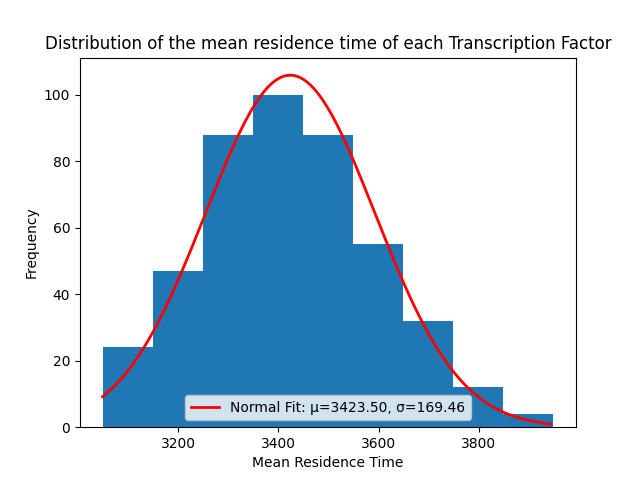 Distribution of the mean residence time of each Transcription Factor
Frequency
100
80
60
40
20
0
Normal Fit: μ=3423.50, σ=169.46
3200 3400 3600 3800
Mean Residence Time